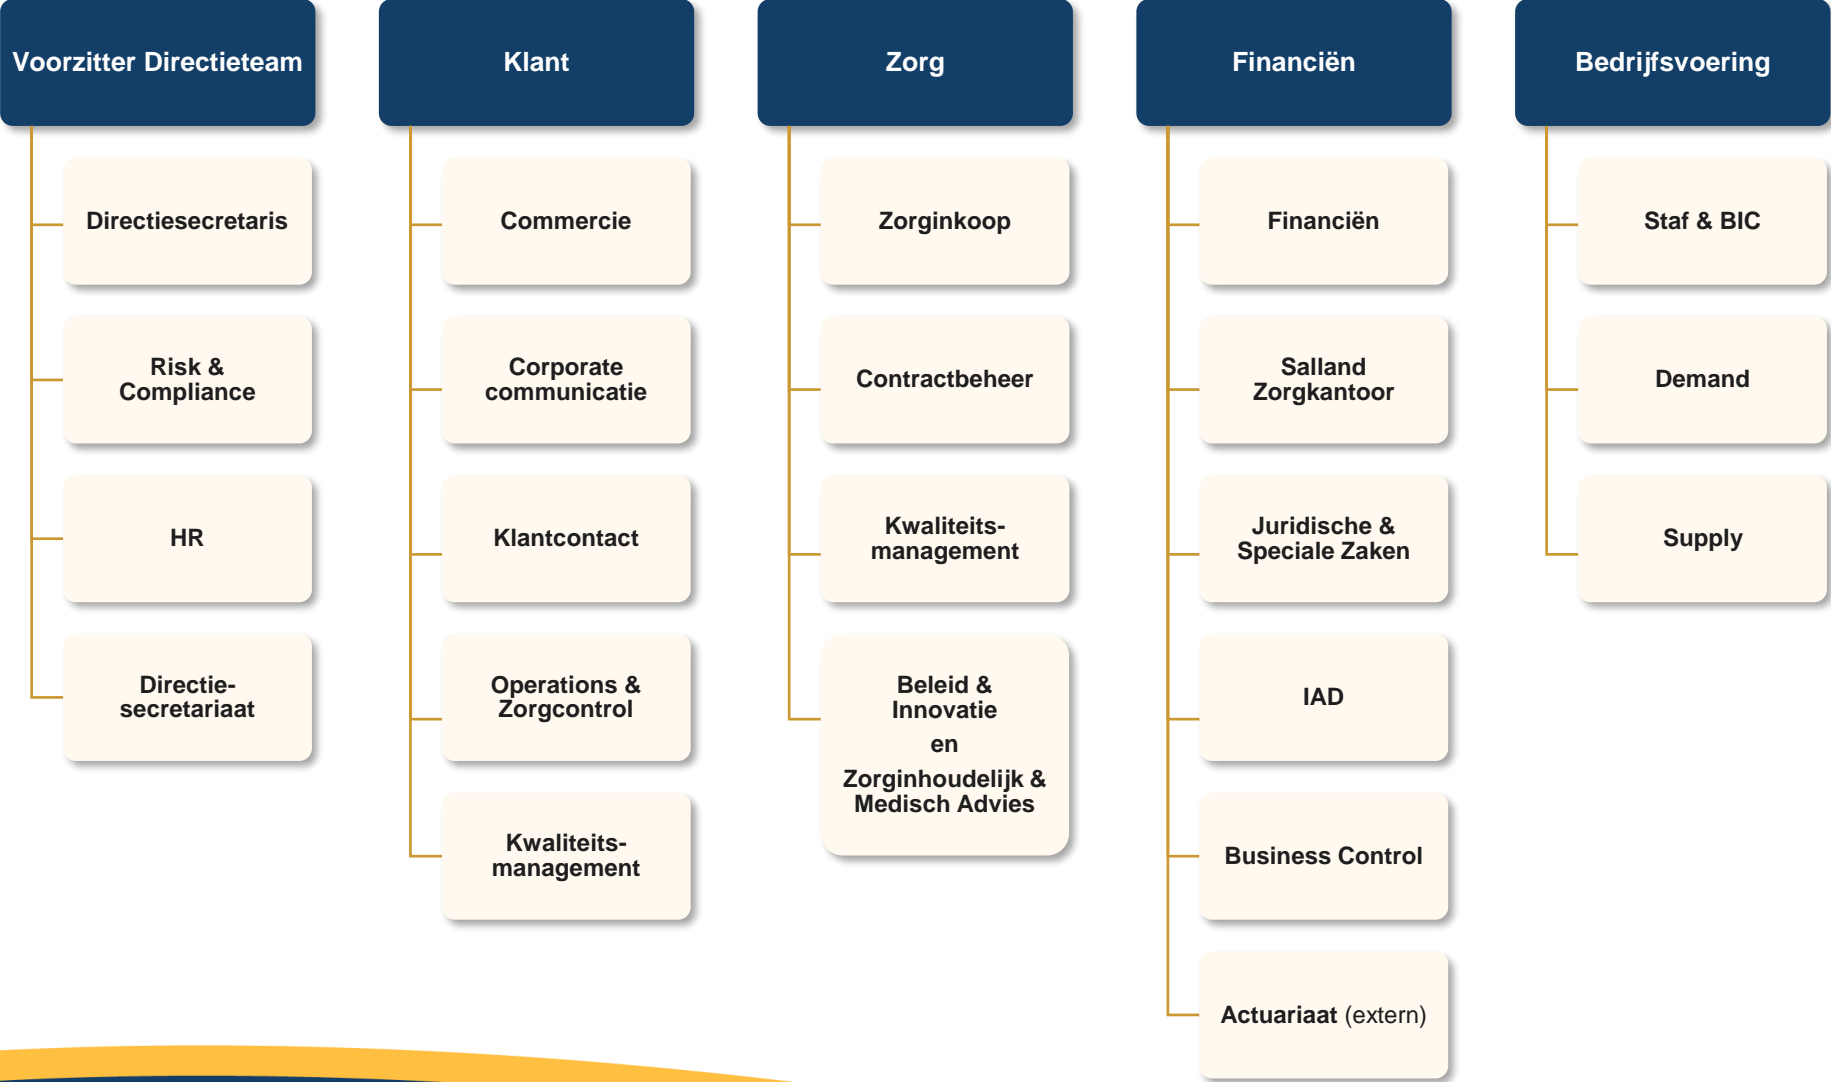 Voorzitter Directieteam
Directiesecretaris
Risk &
Compliance
HR
Directie-
secretariaat
Klant
Commercie
Corporate
communicatie
Klantcontact
Operations &
Zorgcontrol
Kwaliteits-
management
Zorg
Zorginkoop
Contractbeheer
Kwaliteits-
management
Beleid &
Innovatie
en
Zorginhoudelijk &
Medisch Advies
Financiën
Financiën
Salland
Zorgkantoor
Juridische &
Speciale Zaken
IAD
Business Control
Actuariaat (extern)
Bedrijfsvoering
Staf & BIC
Demand
Supply